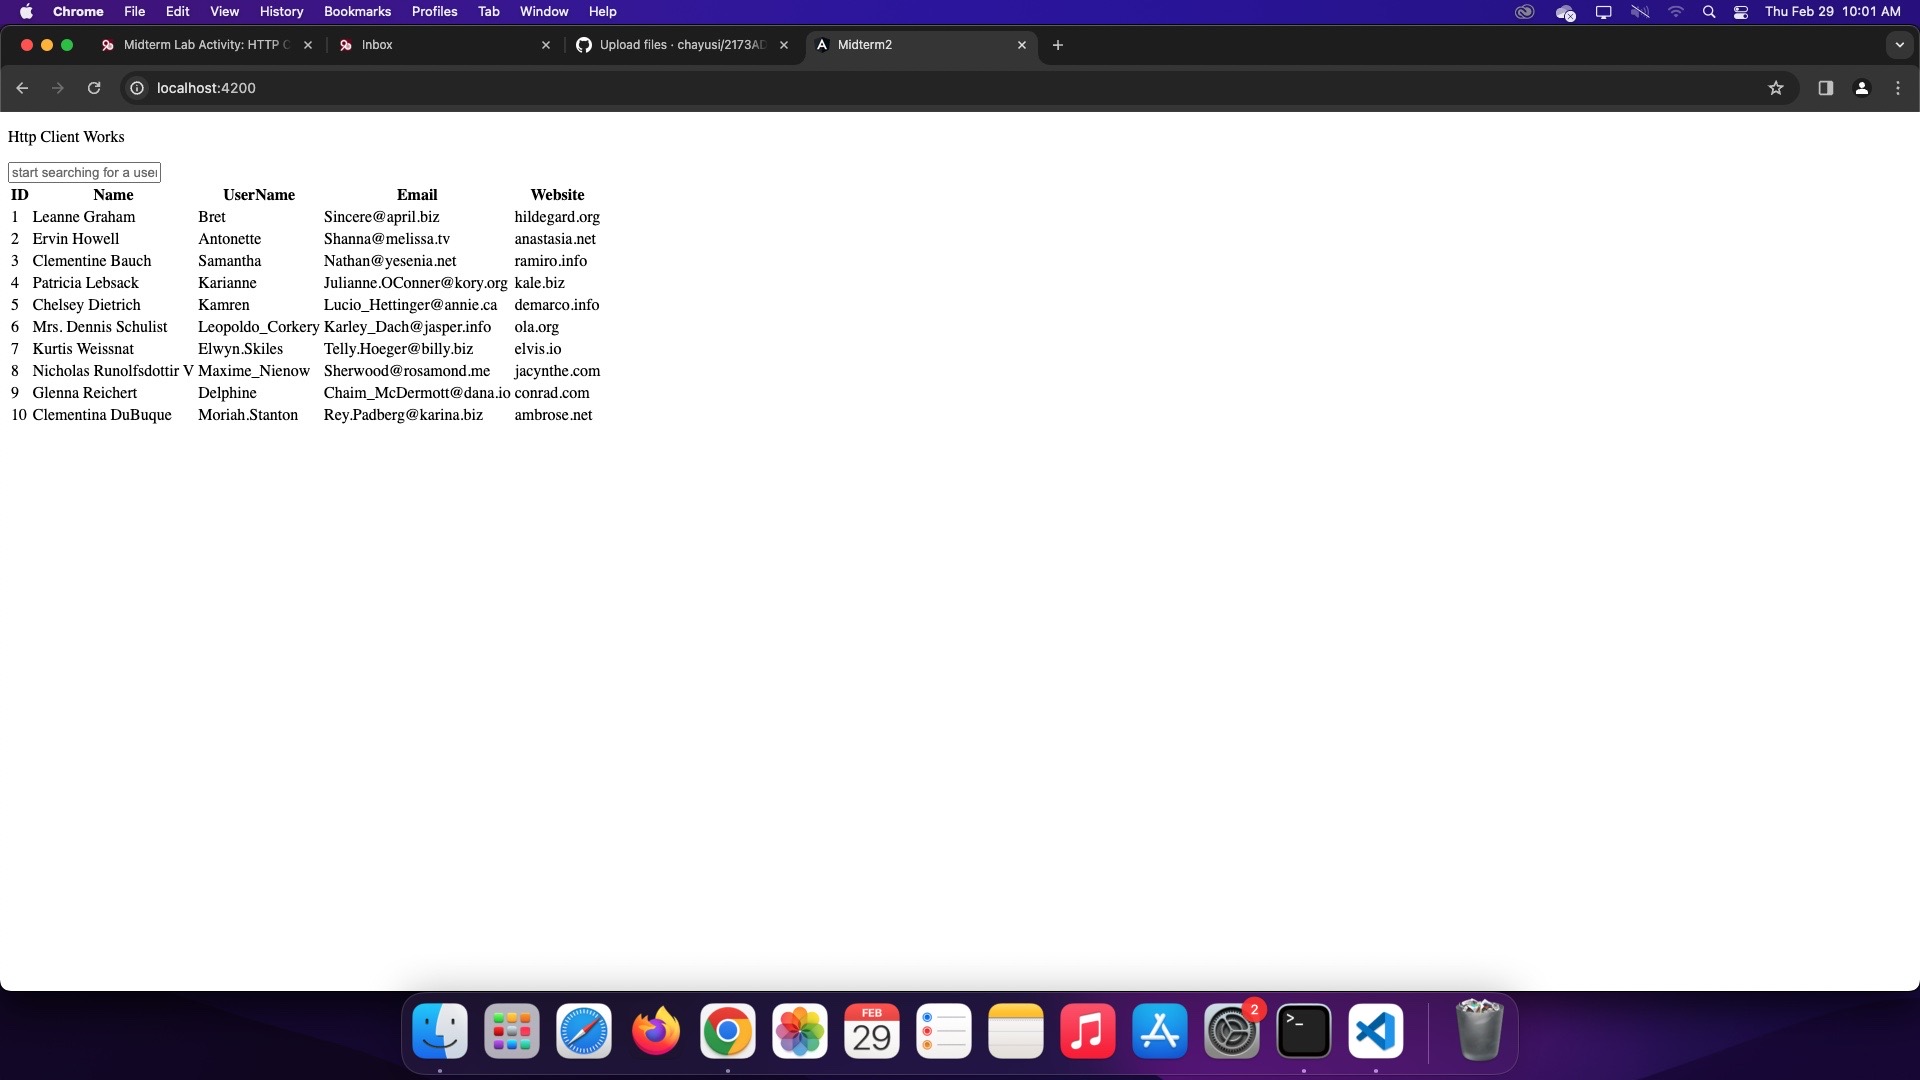 Chrome File Edit View History Bookmarks Profiles Tab Window Help Thu Feb 29 10:01 AM
Midterm Lab Activity: HTTP C Inbox Upload files · chayusi/2173AD Midterm2
localhost:4200
Http Client Works
start searching for a user
ID Name UserName Email Website
1 Leanne Graham Bret Sincere@april.biz hildegard.org
2 Ervin Howell Antonette Shanna@melissa.tv anastasia.net
3 Clementine Bauch Samantha Nathan@yesenia.net ramiro.info
4 Patricia Lebsack Karianne Julianne.OConner@kory.org kale.biz
5 Chelsey Dietrich Kamren Lucio_Hettinger@annie.ca demarco.info
6 Mrs. Dennis Schulist Leopoldo_Corkery Karley_Dach@jasper.info ola.org
7 Kurtis Weissnat Elwyn.Skiles Telly.Hoeger@billy.biz elvis.io
8 Nicholas Runolfsdottir V Maxime_Nienow Sherwood@rosamond.me jacynthe.com
9 Glenna Reichert Delphine Chaim_McDermott@dana.io conrad.com
10 Clementina DuBuque Moriah.Stanton Rey.Padberg@karina.biz ambrose.net
FEB
29
2
>_